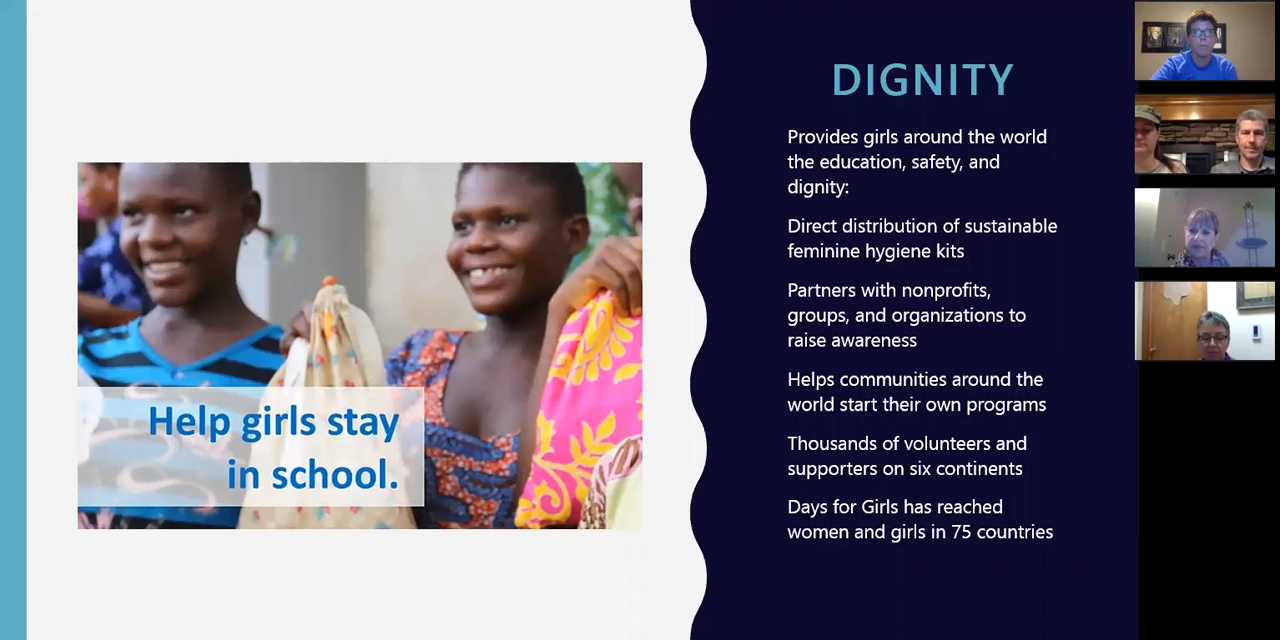 Help girls stay
in school.
DIGNITY
Provides girls around the world
the education, safety, and
dignity:
Direct distribution of sustainable
feminine hygiene kits
Partners with nonprofits,
groups, and organizations to
raise awareness
Helps communities around the
world start their own programs
Thousands of volunteers and
supporters on six continents
Days for Girls has reached
women and girls in 75 countries